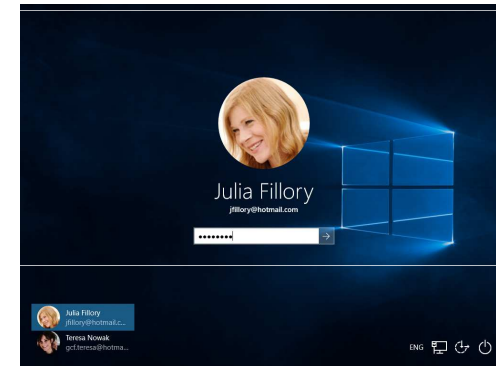 Julia Fillory
jfillory@hotmail.com
Julia Fillory
jfillory@hotmail.c...
Teresa Nowak
gcf.teresa@hotma...
ENG